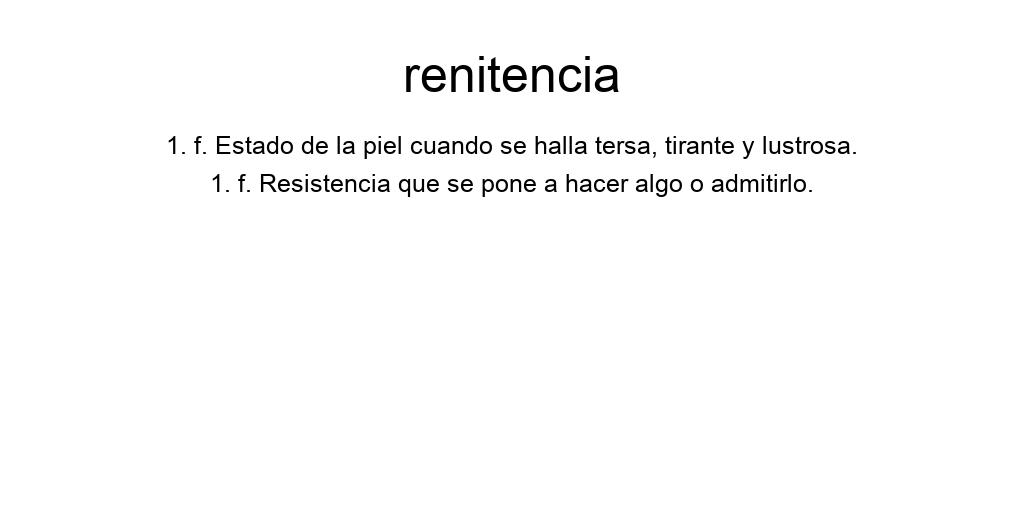 renitencia
1. f. Estado de la piel cuando se halla tersa, tirante y lustrosa.
1. f. Resistencia que se pone a hacer algo o admitirlo.